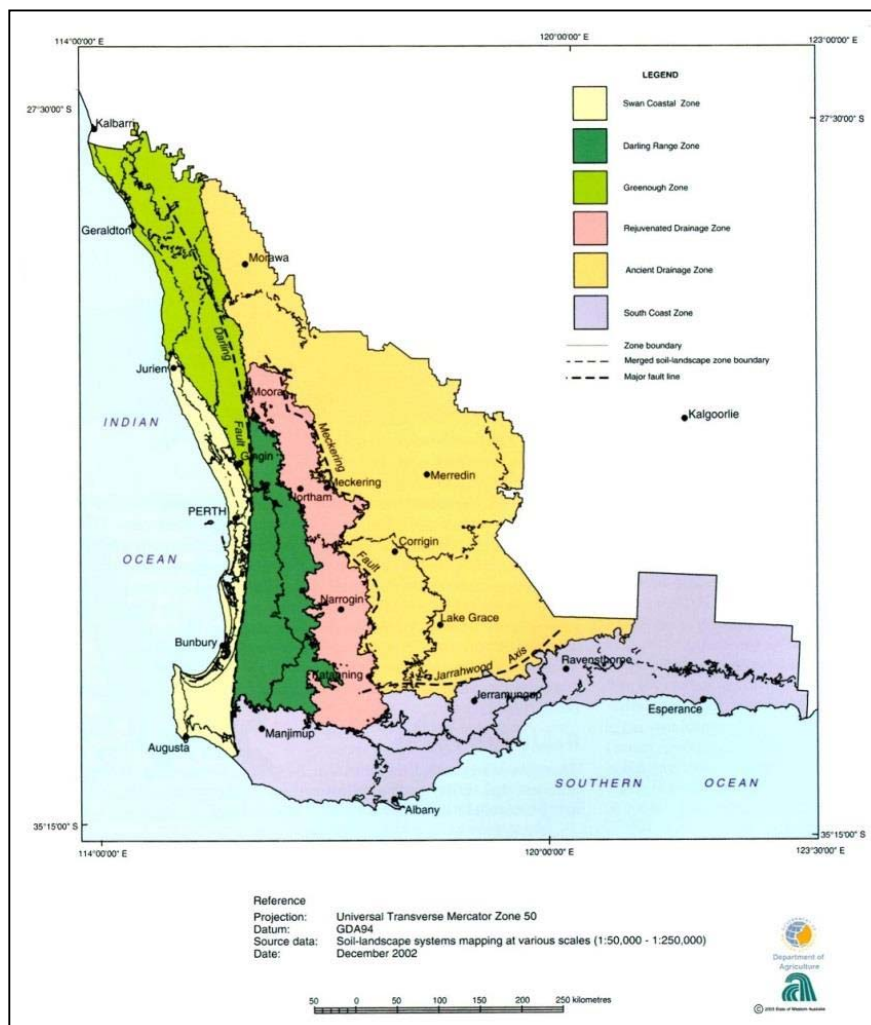 114°00'00" E
120°00'00" E
123°00'00" E
27°30'00" S
27°30'00" S
LEGEND
Swan Coastal Zone
Darling Range Zone
Greenough Zone
Rejuvenated Drainage Zone
Ancient Drainage Zone
South Coast Zone
Zone boundary
Merged soil-landscape zone boundary
Major fault line
Kalbarri
Geraldton
Morawa
Darling
Jurien
Moora
Kalgoorlie
INDIAN
Fault
Meckering
Gingin
Meckering
Merredin
Northam
PERTH
OCEAN
Corrigin
Fault
Narrogin
Lake Grace
Bunbury
Axis
Jarrahwood
Ravensthorpe
Katanning
Jerramungup
Esperance
Manjimup
Augusta
SOUTHERN OCEAN
Albany
35°15'00" S
35°15'00" S
114°00'00" E
120°00'00" E
123°30'00" E
Reference
Projection: Universal Transverse Mercator Zone 50
Datum: GDA94
Source data: Soil-landscape systems mapping at various scales (1:50,000 - 1:250,000)
Date: December 2002
Department of
Agriculture
50 0 50 100 150 200 250 kilometres